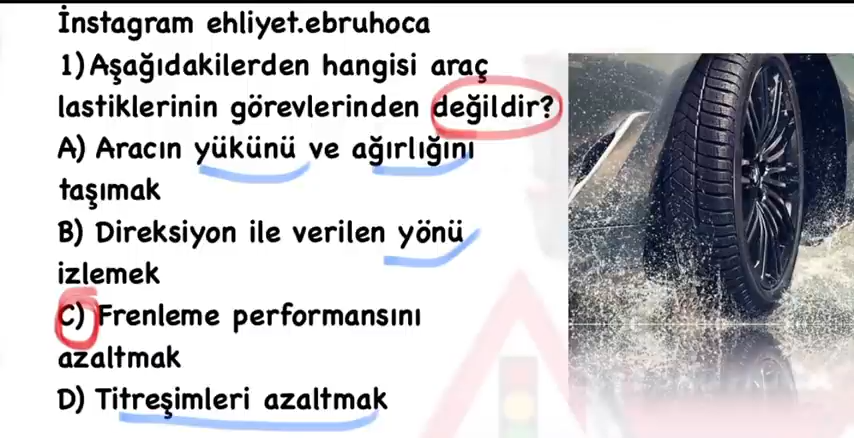 İnstagram ehliyet.ebruhoca
1)Aşağıdakilerden hangisi araç
lastiklerinin görevlerinden değildir?
A) Aracın yükünü ve ağırlığını
taşımak
B) Direksiyon ile verilen yönü
izlemek
C) Frenleme performansını
azaltmak
D) Titreşimleri azaltmak